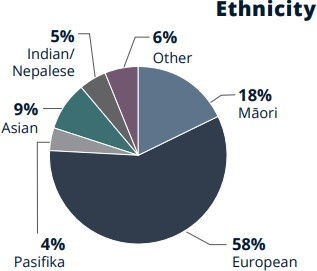 Ethnicity
5%
Indian/
Nepalese
6%
Other
18%
Māori
9%
Asian
4%
Pasifika
58%
European